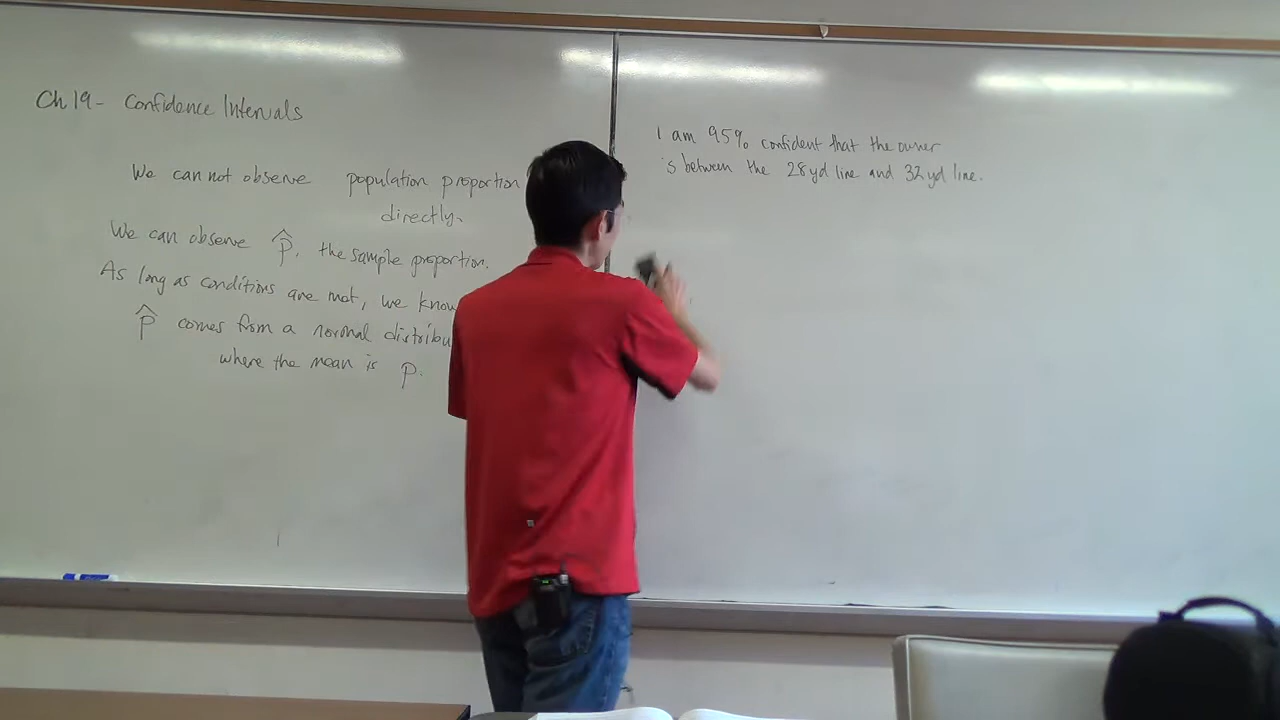 Ch 19 - Confidence Intervals
We can not observe population proportion
directly.
We can observe p̂, the sample proportion.
As long as conditions are met, we know
p̂ comes from a normal distribu
where the mean is p.
I am 95% confident that the owner
is between the 28 yd line and 32 yd line.